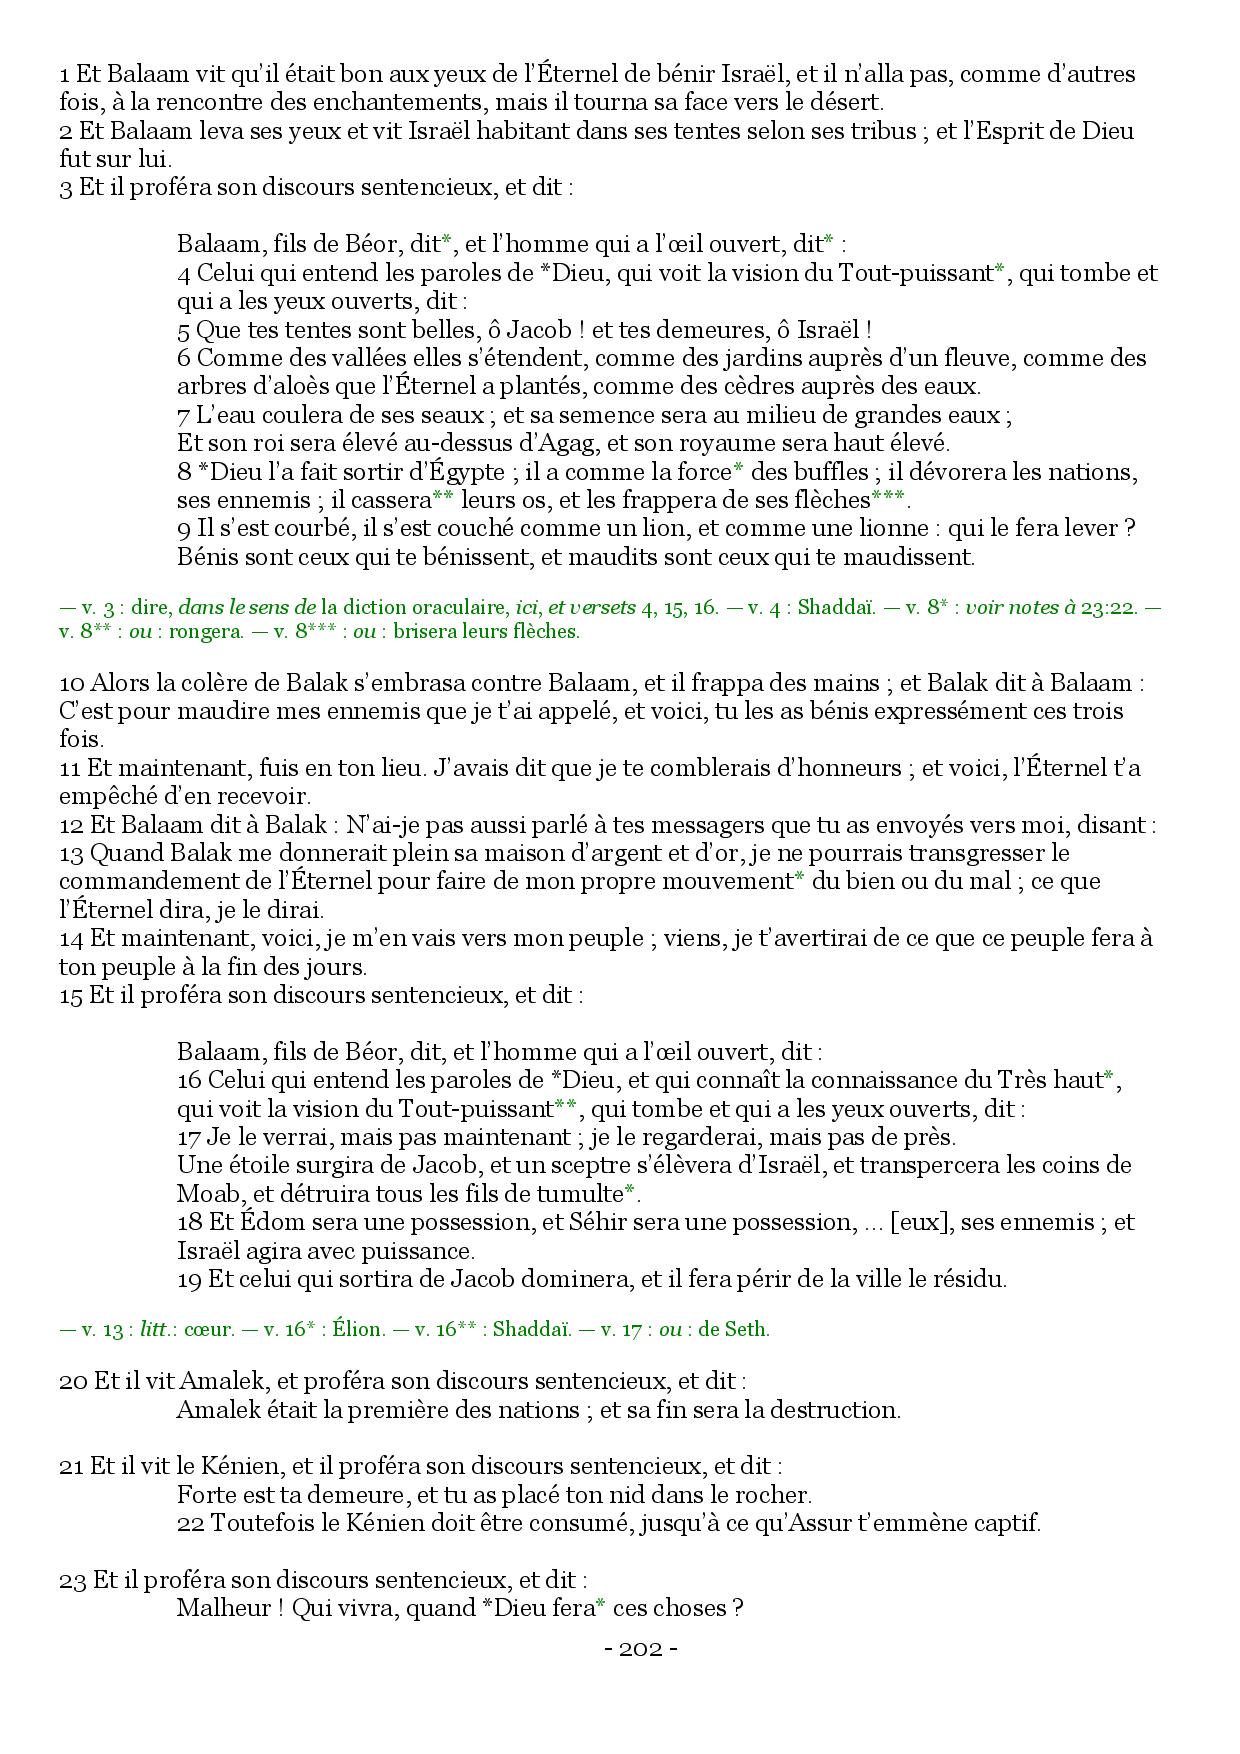 1 Et Balaam vit qu’il était bon aux yeux de l’Éternel de bénir Israël, et il n’alla pas, comme d’autres
fois, à la rencontre des enchantements, mais il tourna sa face vers le désert.
2 Et Balaam leva ses yeux et vit Israël habitant dans ses tentes selon ses tribus ; et l’Esprit de Dieu
fut sur lui.
3 Et il proféra son discours sentencieux, et dit :
Balaam, fils de Béor, dit*, et l’homme qui a l’œil ouvert, dit* :
4 Celui qui entend les paroles de *Dieu, qui voit la vision du Tout-puissant*, qui tombe et
qui a les yeux ouverts, dit :
5 Que tes tentes sont belles, ô Jacob ! et tes demeures, ô Israël !
6 Comme des vallées elles s’étendent, comme des jardins auprès d’un fleuve, comme des
arbres d’aloès que l’Éternel a plantés, comme des cèdres auprès des eaux.
7 L’eau coulera de ses seaux ; et sa semence sera au milieu de grandes eaux ;
Et son roi sera élevé au-dessus d’Agag, et son royaume sera haut élevé.
8 *Dieu l’a fait sortir d’Égypte ; il a comme la force* des buffles ; il dévorera les nations,
ses ennemis ; il cassera** leurs os, et les frappera de ses flèches***.
9 Il s’est courbé, il s’est couché comme un lion, et comme une lionne : qui le fera lever ?
Bénis sont ceux qui te bénissent, et maudits sont ceux qui te maudissent.
— v. 3 : dire, dans le sens de la diction oraculaire, ici, et versets 4, 15, 16. — v. 4 : Shaddaï. — v. 8* : voir notes à 23:22. —
v. 8** : ou : rongera. — v. 8*** : ou : brisera leurs flèches.
10 Alors la colère de Balak s’embrasa contre Balaam, et il frappa des mains ; et Balak dit à Balaam :
C’est pour maudire mes ennemis que je t’ai appelé, et voici, tu les as bénis expressément ces trois
fois.
11 Et maintenant, fuis en ton lieu. J’avais dit que je te comblerais d’honneurs ; et voici, l’Éternel t’a
empêché d’en recevoir.
12 Et Balaam dit à Balak : N’ai-je pas aussi parlé à tes messagers que tu as envoyés vers moi, disant :
13 Quand Balak me donnerait plein sa maison d’argent et d’or, je ne pourrais transgresser le
commandement de l’Éternel pour faire de mon propre mouvement* du bien ou du mal ; ce que
l’Éternel dira, je le dirai.
14 Et maintenant, voici, je m’en vais vers mon peuple ; viens, je t’avertirai de ce que ce peuple fera à
ton peuple à la fin des jours.
15 Et il proféra son discours sentencieux, et dit :
Balaam, fils de Béor, dit, et l’homme qui a l’œil ouvert, dit :
16 Celui qui entend les paroles de *Dieu, et qui connaît la connaissance du Très haut*,
qui voit la vision du Tout-puissant**, qui tombe et qui a les yeux ouverts, dit :
17 Je le verrai, mais pas maintenant ; je le regarderai, mais pas de près.
Une étoile surgira de Jacob, et un sceptre s’élèvera d’Israël, et transpercera les coins de
Moab, et détruira tous les fils de tumulte*.
18 Et Édom sera une possession, et Séhir sera une possession, … [eux], ses ennemis ; et
Israël agira avec puissance.
19 Et celui qui sortira de Jacob dominera, et il fera périr de la ville le résidu.
— v. 13 : litt.: cœur. — v. 16* : Élion. — v. 16** : Shaddaï. — v. 17 : ou : de Seth.
20 Et il vit Amalek, et proféra son discours sentencieux, et dit :
Amalek était la première des nations ; et sa fin sera la destruction.
21 Et il vit le Kénien, et il proféra son discours sentencieux, et dit :
Forte est ta demeure, et tu as placé ton nid dans le rocher.
22 Toutefois le Kénien doit être consumé, jusqu’à ce qu’Assur t’emmène captif.
23 Et il proféra son discours sentencieux, et dit :
Malheur ! Qui vivra, quand *Dieu fera* ces choses ?
- 202 -